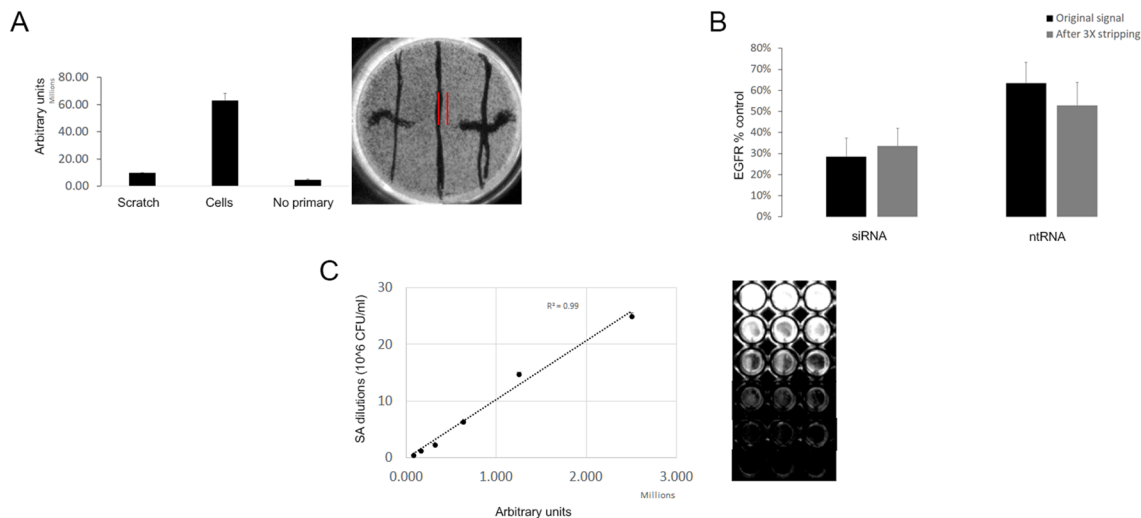 A
Arbitrary units
Millions
80.00
60.00
40.00
20.00
0.00
Scratch
Cells
No primary
B
Original signal
After 3X stripping
EGFR % control
80%
70%
60%
50%
40%
30%
20%
10%
0%
siRNA
ntRNA
C
SA dilutions (10^6 CFU/ml)
30
20
10
0
R² = 0.99
0.000
1.000
2.000
3.000
Millions
Arbitrary units